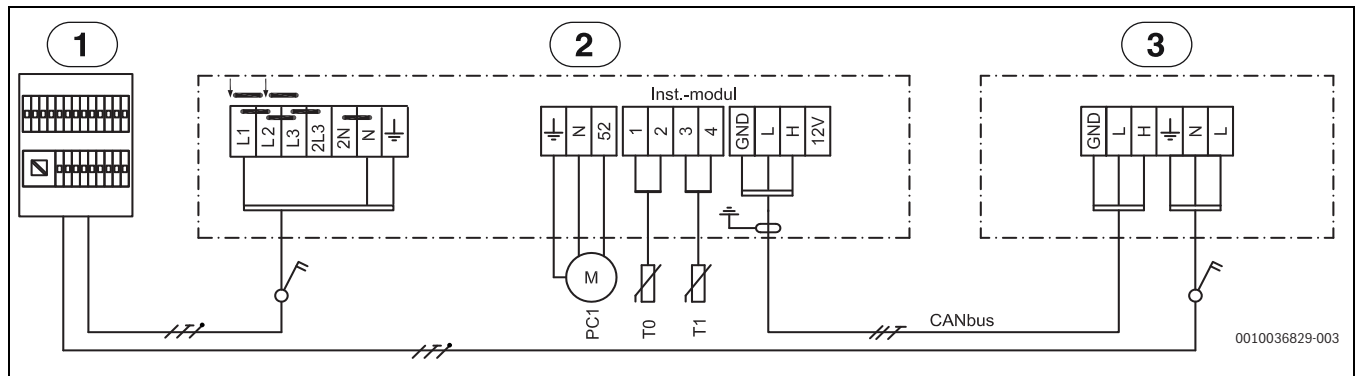 1
2
3
Inst.-modul
L1 L2 L3 2L3 2N N
N 52
1 2 3 4
GND L H 12V
GND L H N L
M
PC1
T0
T1
CANbus
0010036829-003